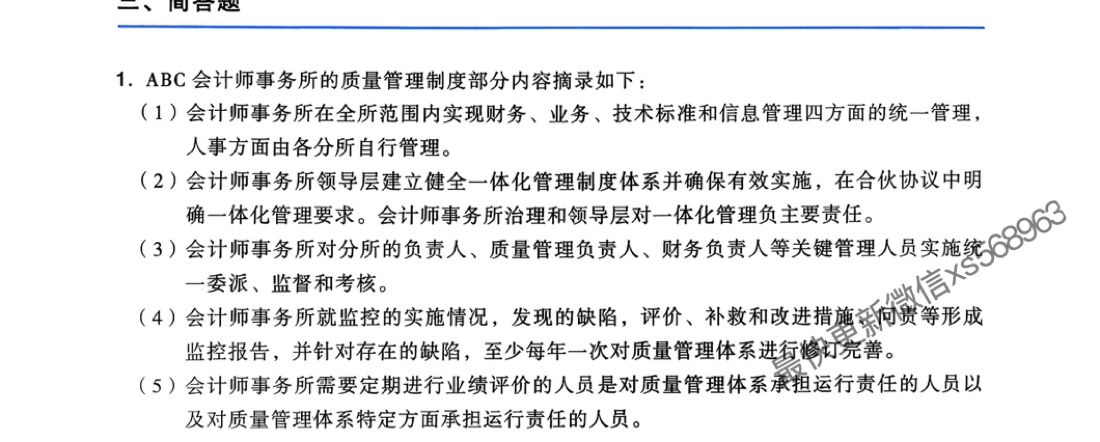 三、简答题
1. ABC 会计师事务所的质量管理制度部分内容摘录如下：
（1）会计师事务所在全所范围内实现财务、业务、技术标准和信息管理四方面的统一管理，
人事方面由各分所自行管理。
（2）会计师事务所领导层建立健全一体化管理制度体系并确保有效实施，在合伙协议中明
确一体化管理要求。会计师事务所治理和领导层对一体化管理负主要责任。
（3）会计师事务所对分所的负责人、质量管理负责人、财务负责人等关键管理人员实施统
一委派、监督和考核。
（4）会计师事务所就监控的实施情况，发现的缺陷，评价、补救和改进措施，问责等形成
监控报告，并针对存在的缺陷，至少每年一次对质量管理体系进行修订完善。
（5）会计师事务所需要定期进行业绩评价的人员是对质量管理体系承担运行责任的人员以
及对质量管理体系特定方面承担运行责任的人员。
最快更新微信xs568963